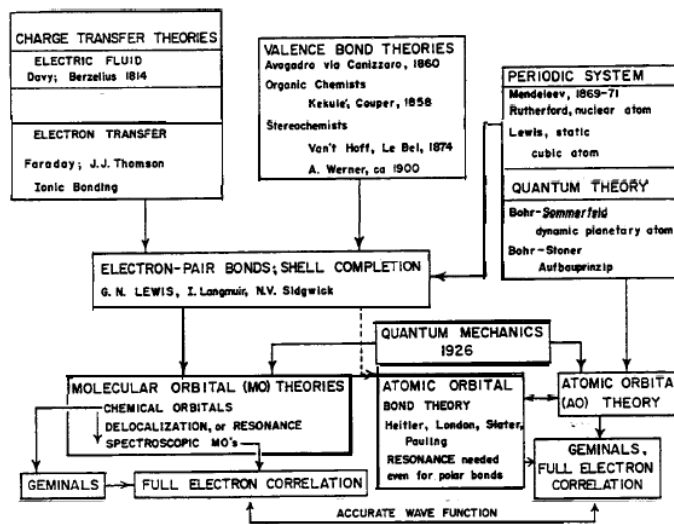 CHARGE TRANSFER THEORIES
ELECTRIC FLUID
Davy; Berzelius 1814
ELECTRON TRANSFER
Faraday; J.J. Thomson
Ionic Bonding
VALENCE BOND THEORIES
Avogadro via Canizzaro, 1860
Organic Chemists
Kekule', Couper, 1858
Stereochemists
Van't Hoff, Le Bel, 1874
A. Werner, ca 1900
PERIODIC SYSTEM
Mendeleev, 1869-71
Rutherford, nuclear atom
Lewis, static
cubic atom
QUANTUM THEORY
Bohr-Sommerfeld
dynamic planetary atom
Bohr-Stoner
Aufbauprinzip
ELECTRON-PAIR BONDS; SHELL COMPLETION
G. N. LEWIS, I. Langmuir, N.V. Sidgwick
QUANTUM MECHANICS
1926
MOLECULAR ORBITAL (MO) THEORIES
CHEMICAL ORBITALS
DELOCALIZATION, or RESONANCE
SPECTROSCOPIC MO's
ATOMIC ORBITAL
BOND THEORY
Heitler, London, Slater,
Pauling
RESONANCE needed
even for polar bonds
ATOMIC ORBITA
(AO) THEORY
GEMINALS
FULL ELECTRON CORRELATION
GEMINALS,
FULL ELECTRON
CORRELATION
ACCURATE WAVE FUNCTION